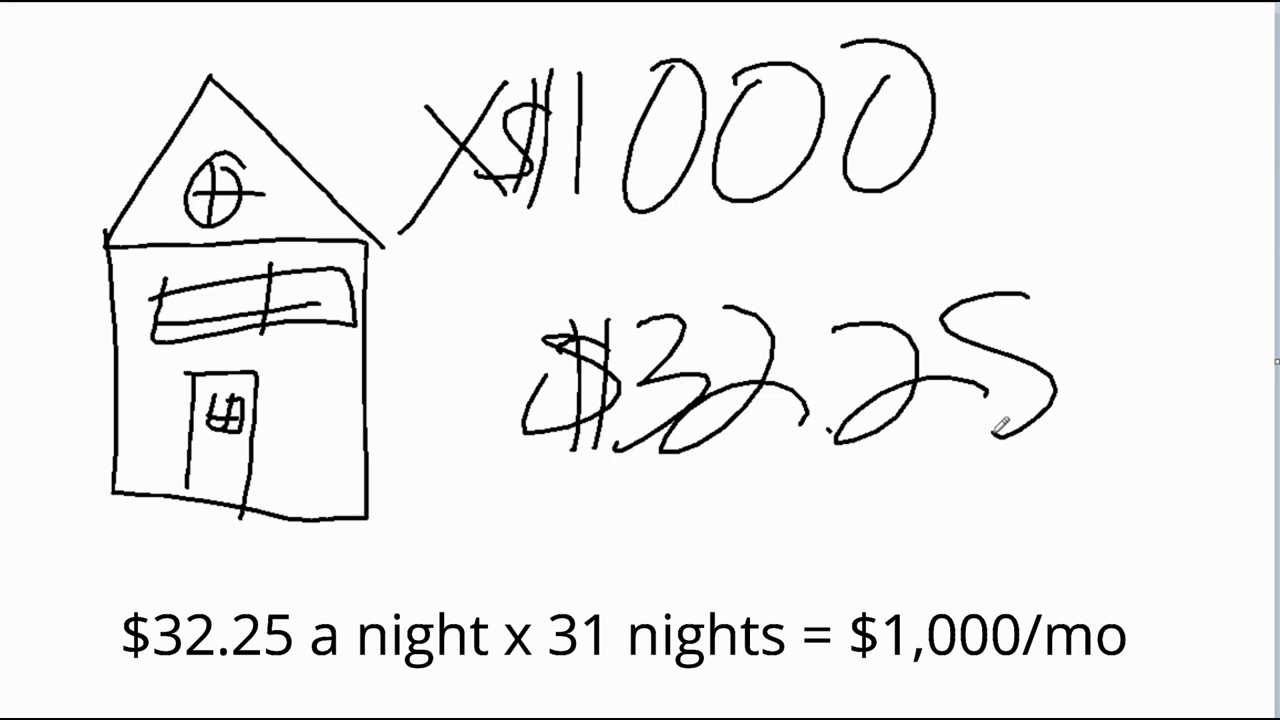 x$1000
$32.25
$32.25 a night x 31 nights = $1,000/mo